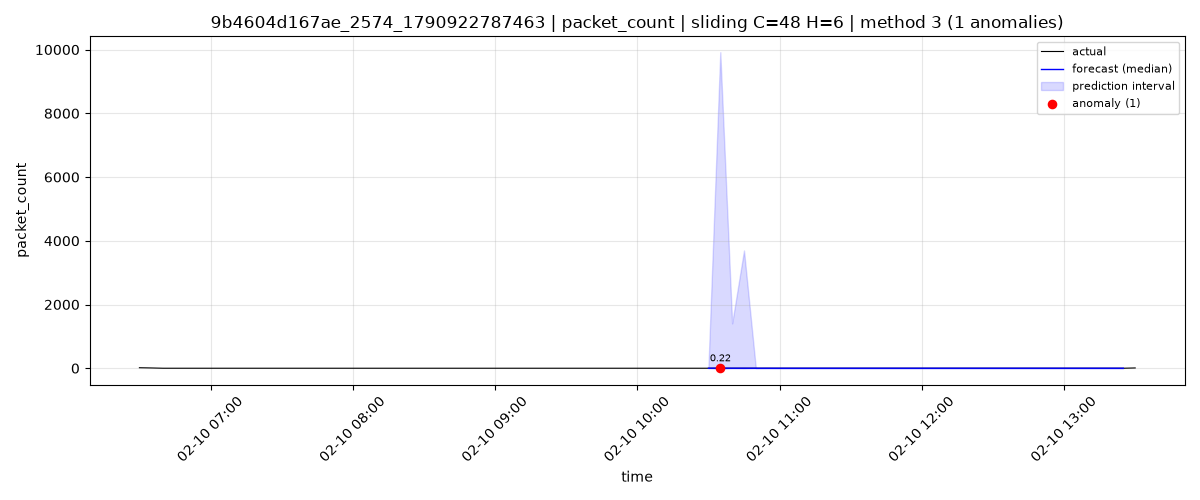 9b4604d167ae_2574_1790922787463 | packet_count | sliding C=48 H=6 | method 3 (1 anomalies)
actual
forecast (median)
prediction interval
anomaly (1)
packet_count
10000
8000
6000
4000
2000
0
0.22
02-10 07:00
02-10 08:00
02-10 09:00
02-10 10:00
02-10 11:00
02-10 12:00
02-10 13:00
time